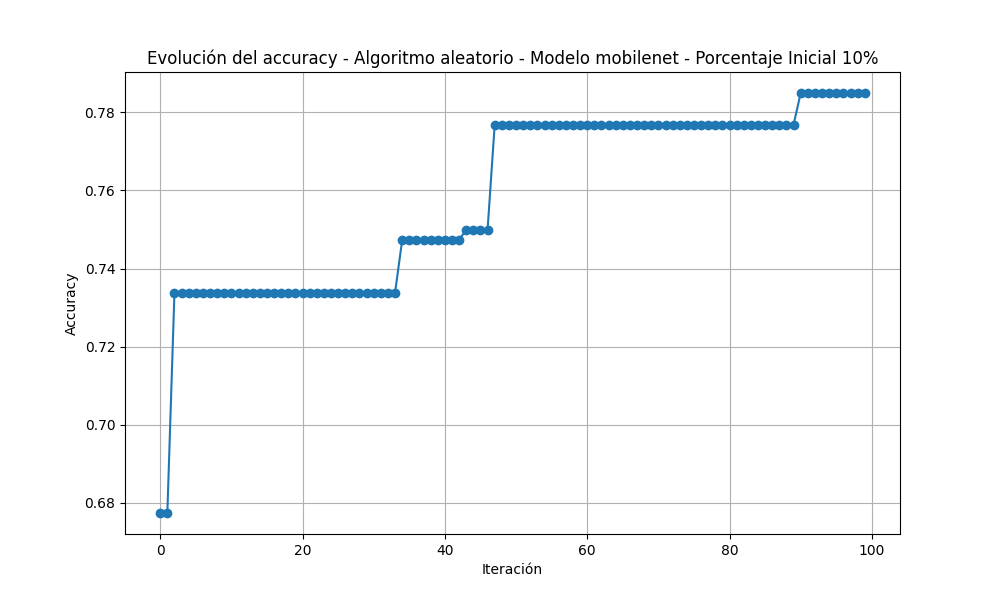 Evolución del accuracy - Algoritmo aleatorio - Modelo mobilenet - Porcentaje Inicial 10%
Accuracy
0.78
0.76
0.74
0.72
0.70
0.68
0 20 40 60 80 100
Iteración